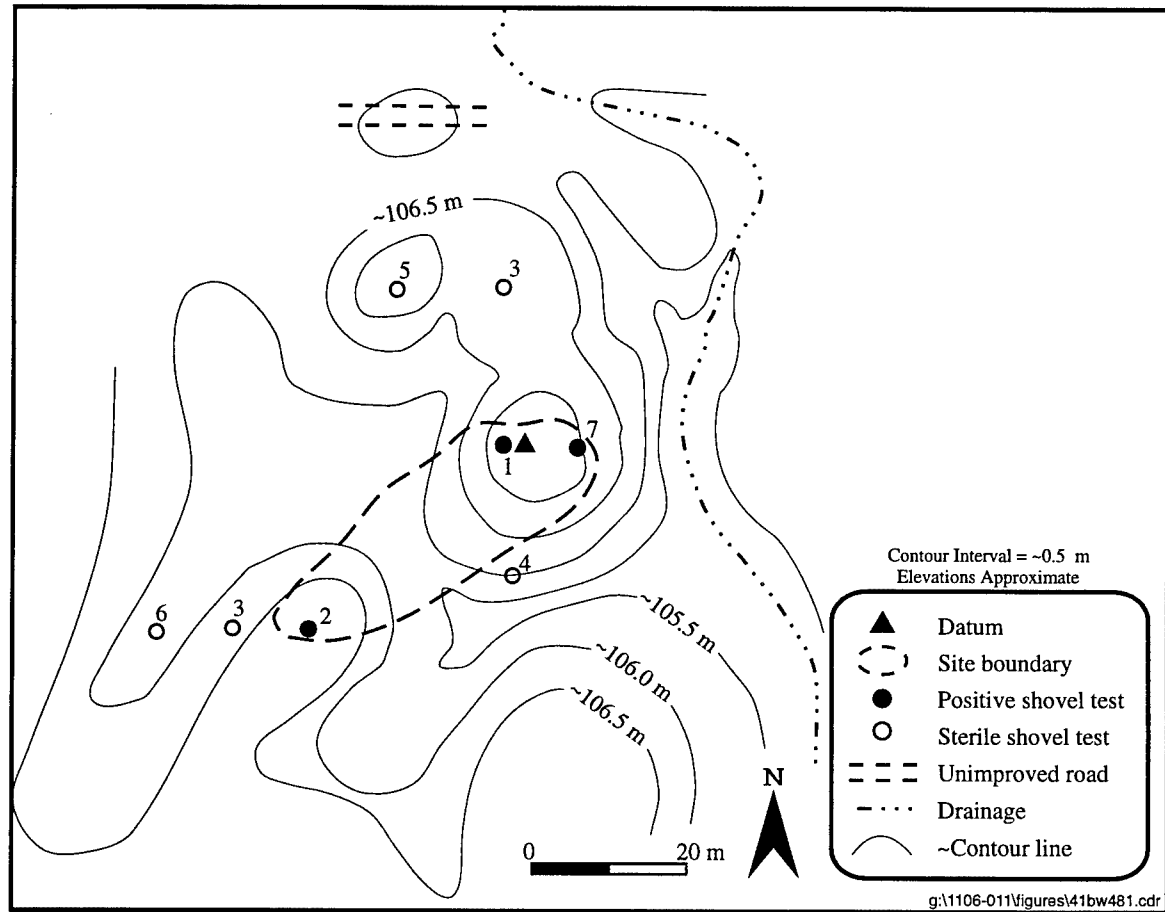 ~106.5 m
5
3
1
7
4
6
3
2
~105.5 m
~106.0 m
~106.5 m
N
0 20 m
Contour Interval = ~0.5 m
Elevations Approximate
Datum
Site boundary
Positive shovel test
Sterile shovel test
Unimproved road
Drainage
~Contour line
g:\1106-011\figures\41bw481.cdr